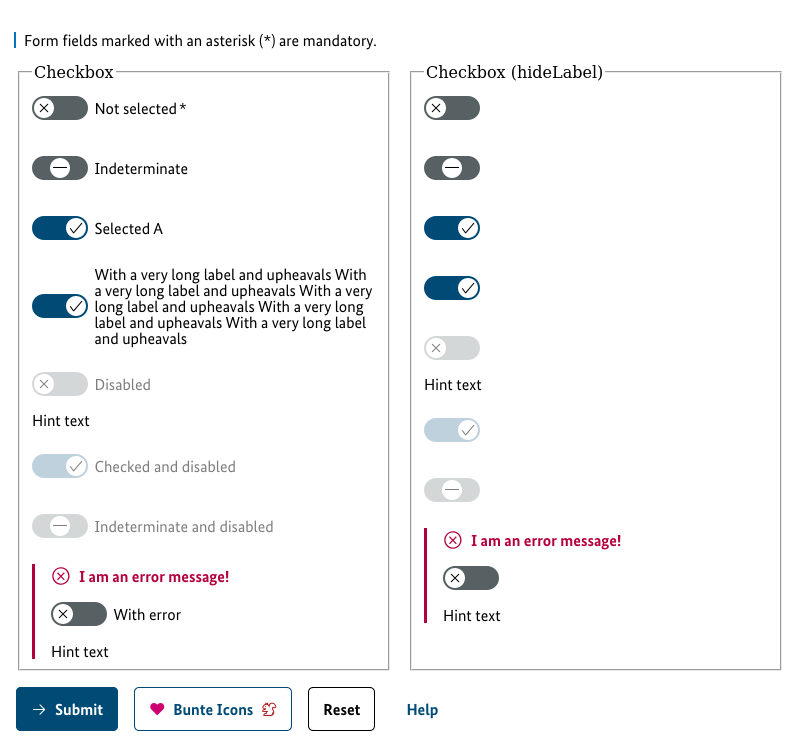 Form fields marked with an asterisk (*) are mandatory.
Checkbox
Not selected *
Indeterminate
Selected A
With a very long label and upheavals With
a very long label and upheavals With a very
long label and upheavals With a very long
label and upheavals With a very long label
and upheavals
Disabled
Hint text
Checked and disabled
Indeterminate and disabled
I am an error message!
With error
Hint text
Checkbox (hideLabel)
Hint text
I am an error message!
Hint text
Submit
Bunte Icons
Reset
Help